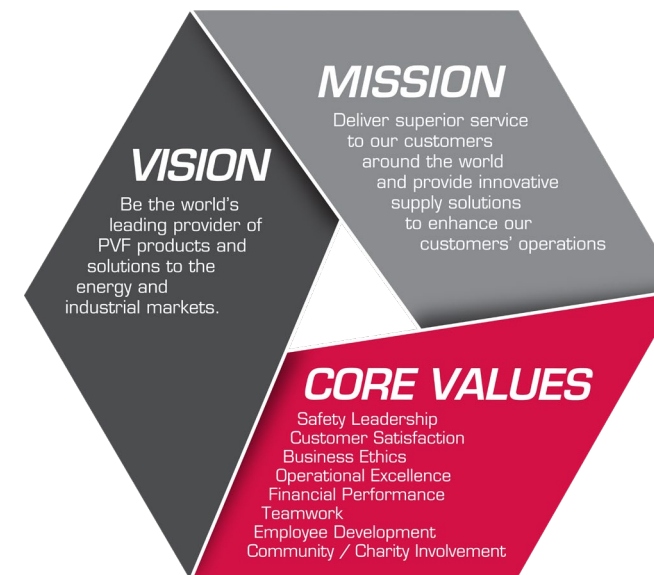 MISSION
Deliver superior service
to our customers
around the world
and provide innovative
supply solutions
to enhance our
customers' operations
VISION
Be the world's
leading provider of
PVF products and
solutions to the
energy and
industrial markets.
CORE VALUES
Safety Leadership
Customer Satisfaction
Business Ethics
Operational Excellence
Financial Performance
Teamwork
Employee Development
Community / Charity Involvement